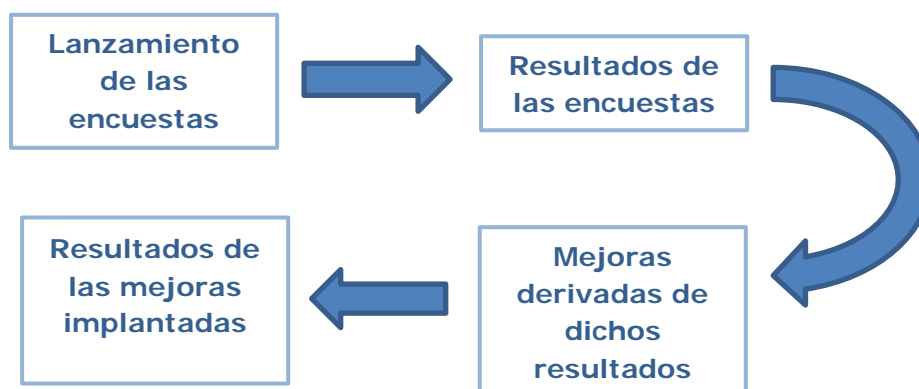 Lanzamiento
de las
encuestas
Resultados de
las encuestas
Mejoras
derivadas de
dichos
resultados
Resultados de
las mejoras
implantadas